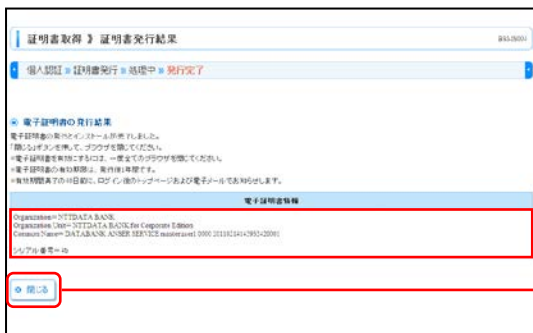 証明書取得 》 証明書発行結果
個人認証 » 証明書発行 » 処理中 » 発行完了
電子証明書の発行結果
電子証明書の発行とインストールが完了しました。
「閉じる」ボタンを押して、ブラウザを閉じてください。
※電子証明書を有効にするには、一度全てのブラウザを閉じてください。
※電子証明書の有効期限は、発行後1年間です。
※有効期間満了の40日前に、ログイン後のトップページおよび電子メールでお知らせします。
電子証明書情報
Organization= NTTDATA BANK
Organization Unit= NTTDATA BANK for Corporate Edition
Common Name= DATABANK ANSER SERVICE
シリアル番号=
閉じる